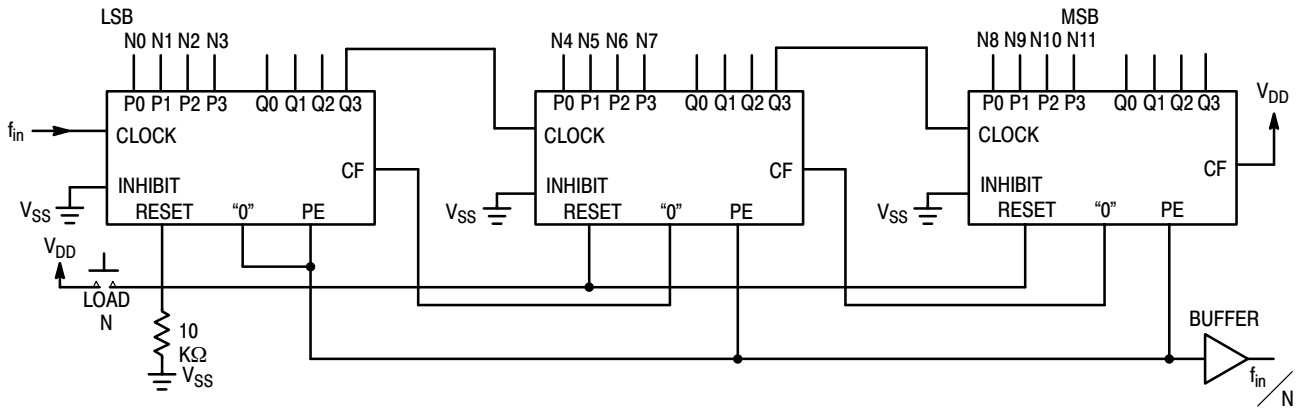 LSB
MSB
N0 N1 N2 N3
N4 N5 N6 N7
N8 N9 N10 N11
P0 P1 P2 P3 Q0 Q1 Q2 Q3
P0 P1 P2 P3 Q0 Q1 Q2 Q3
P0 P1 P2 P3 Q0 Q1 Q2 Q3
VDD
fin
CLOCK
CLOCK
CLOCK
CF
CF
CF
INHIBIT
INHIBIT
INHIBIT
VSS
VSS
VSS
RESET “0” PE
RESET “0” PE
RESET “0” PE
VDD
LOAD
N
10
KΩ
VSS
BUFFER
fin/N